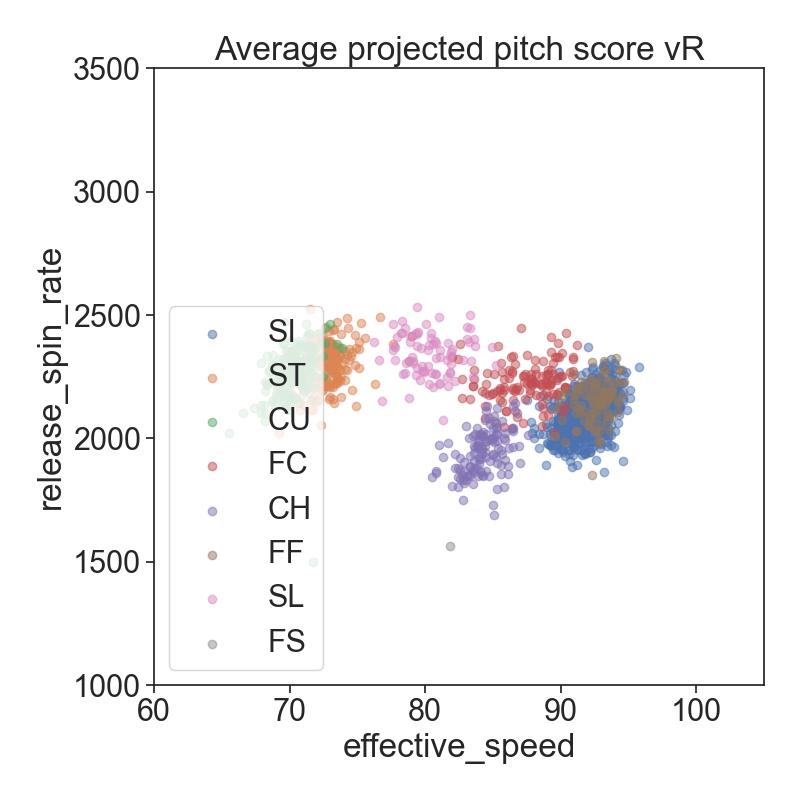 Average projected pitch score vR
3500
3000
2500
2000
1500
1000
release_spin_rate
SI
ST
CU
FC
CH
FF
SL
FS
60 70 80 90 100
effective_speed